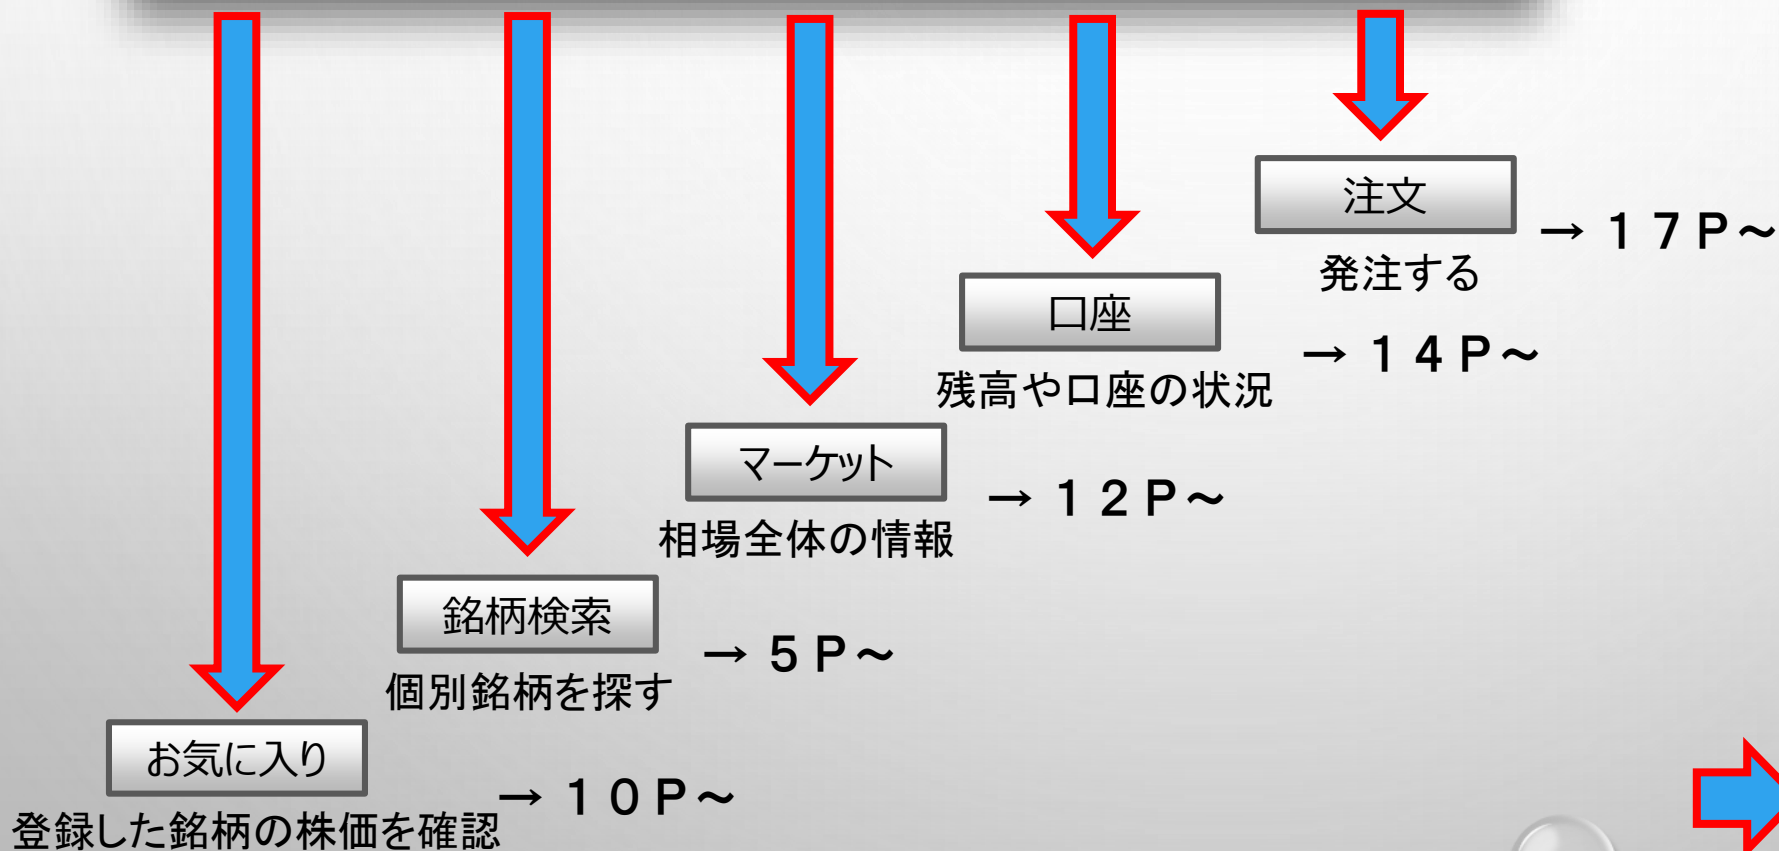 注文
→ １７Ｐ～
発注する
口座
→ １４Ｐ～
残高や口座の状況
マーケット
→ １２Ｐ～
相場全体の情報
銘柄検索
→ ５Ｐ～
個別銘柄を探す
お気に入り
→ １０Ｐ～
登録した銘柄の株価を確認